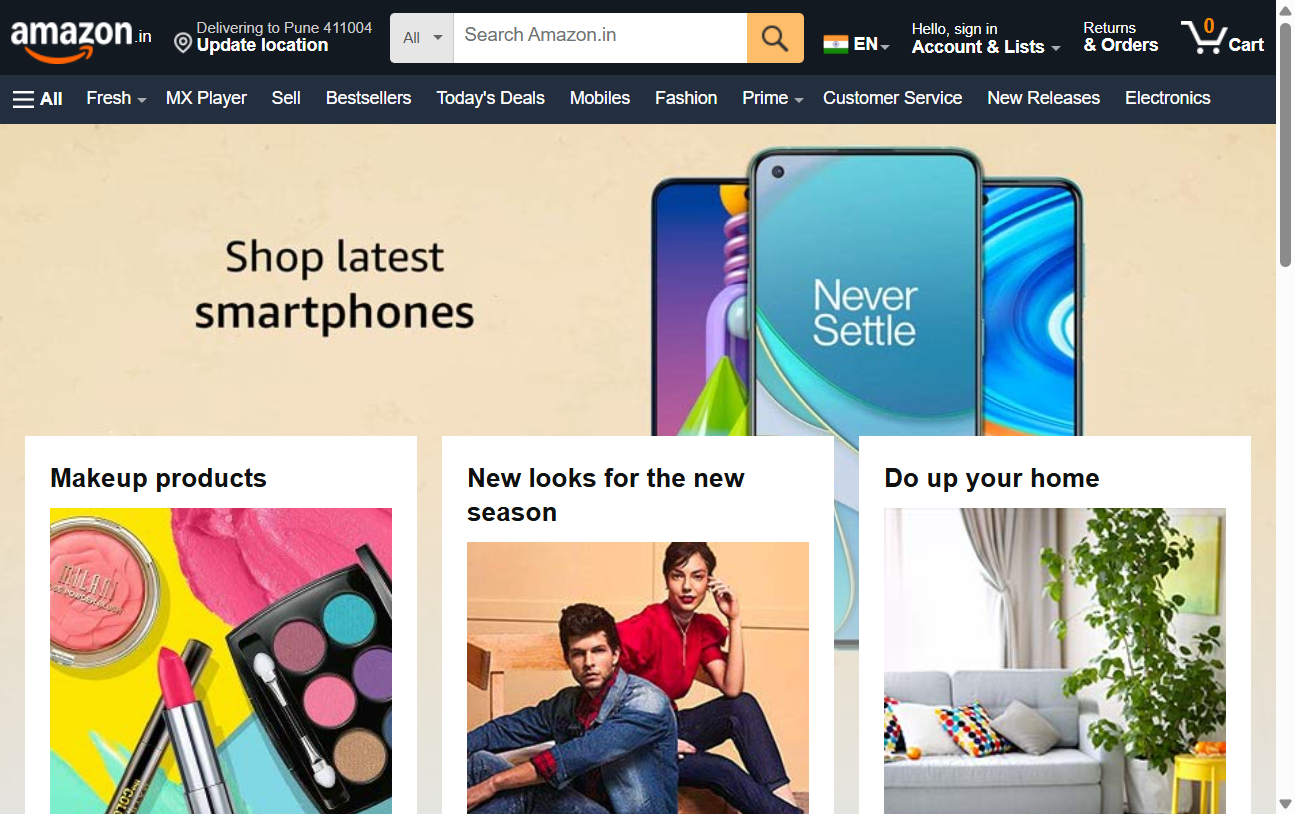 amazon.in
Delivering to Pune 411004
Update location
All
Search Amazon.in
EN
Hello, sign in
Account & Lists
Returns
& Orders
0
Cart
All
Fresh
MX Player
Sell
Bestsellers
Today's Deals
Mobiles
Fashion
Prime
Customer Service
New Releases
Electronics
Shop latest
smartphones
Never
Settle
Makeup products
New looks for the new
season
Do up your home
MILANI